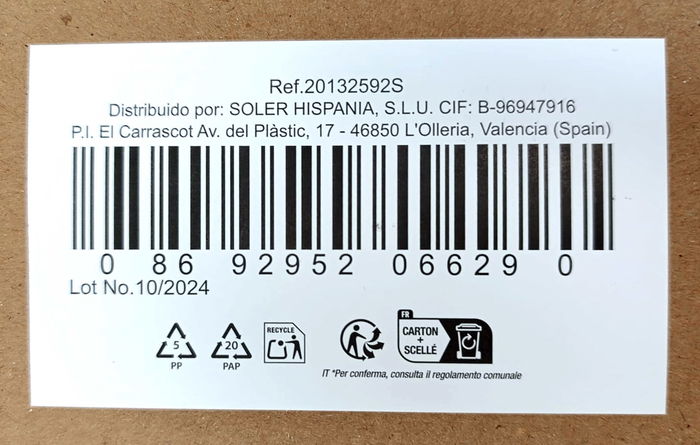 Ref.20132592S
Distribuido por: SOLER HISPANIA, S.L.U. CIF: B-96947916
P.I. El Carrascot Av. del Plàstic, 17 - 46850 L'Olleria, Valencia (Spain)
0 86 92952 06629 0
Lot No.10/2024
5
PP
20
PAP
RECYCLE
FR
CARTON
+
SCELLÉ
IT *Per conferma, consulta il regolamento comunale